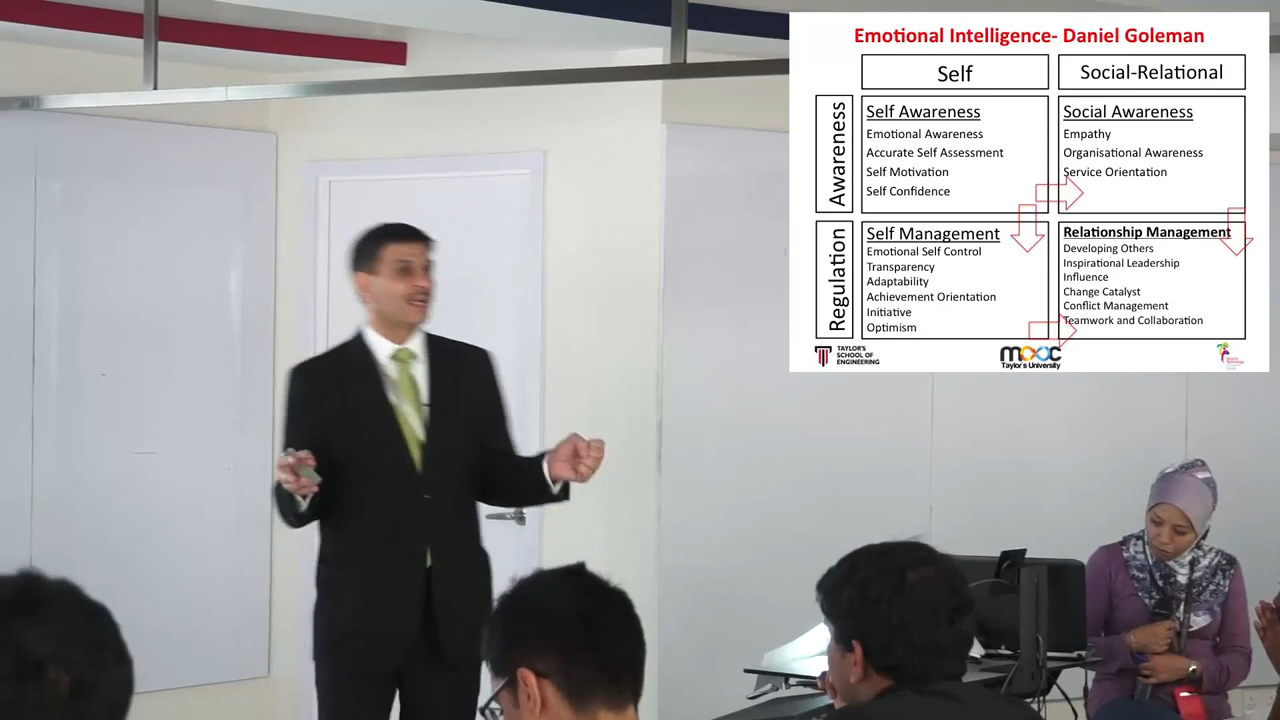 Emotional Intelligence- Daniel Goleman
Self
Social-Relational
Awareness
Self Awareness
Emotional Awareness
Accurate Self Assessment
Self Motivation
Self Confidence
Social Awareness
Empathy
Organisational Awareness
Service Orientation
Regulation
Self Management
Emotional Self Control
Transparency
Adaptability
Achievement Orientation
Initiative
Optimism
Relationship Management
Developing Others
Inspirational Leadership
Influence
Change Catalyst
Conflict Management
Teamwork and Collaboration
TAYLOR'S
SCHOOL OF
ENGINEERING
mooc
Taylor's University